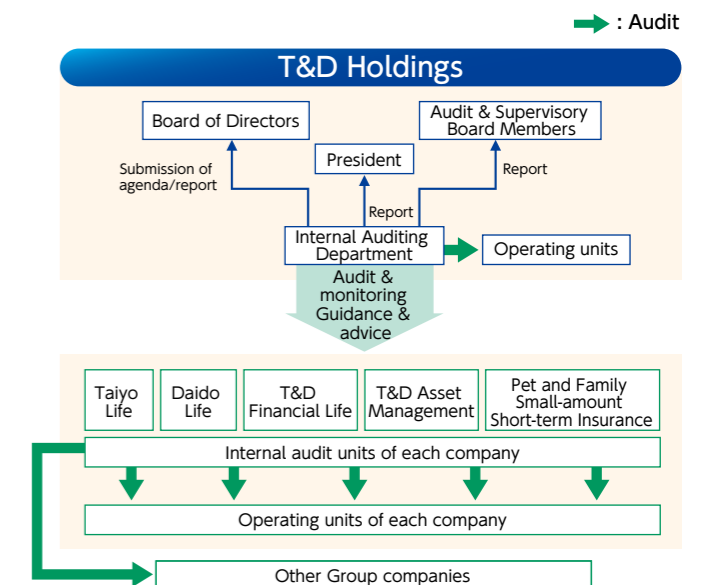 : Audit
T&D Holdings
Board of Directors
Audit & Supervisory
Board Members
President
Submission of
agenda/report
Report
Report
Internal Auditing
Department
Operating units
Audit &
monitoring
Guidance &
advice
Taiyo
Life
Daido
Life
T&D
Financial Life
T&D Asset
Management
Pet and Family
Small-amount
Short-term Insurance
Internal audit units of each company
Operating units of each company
Other Group companies